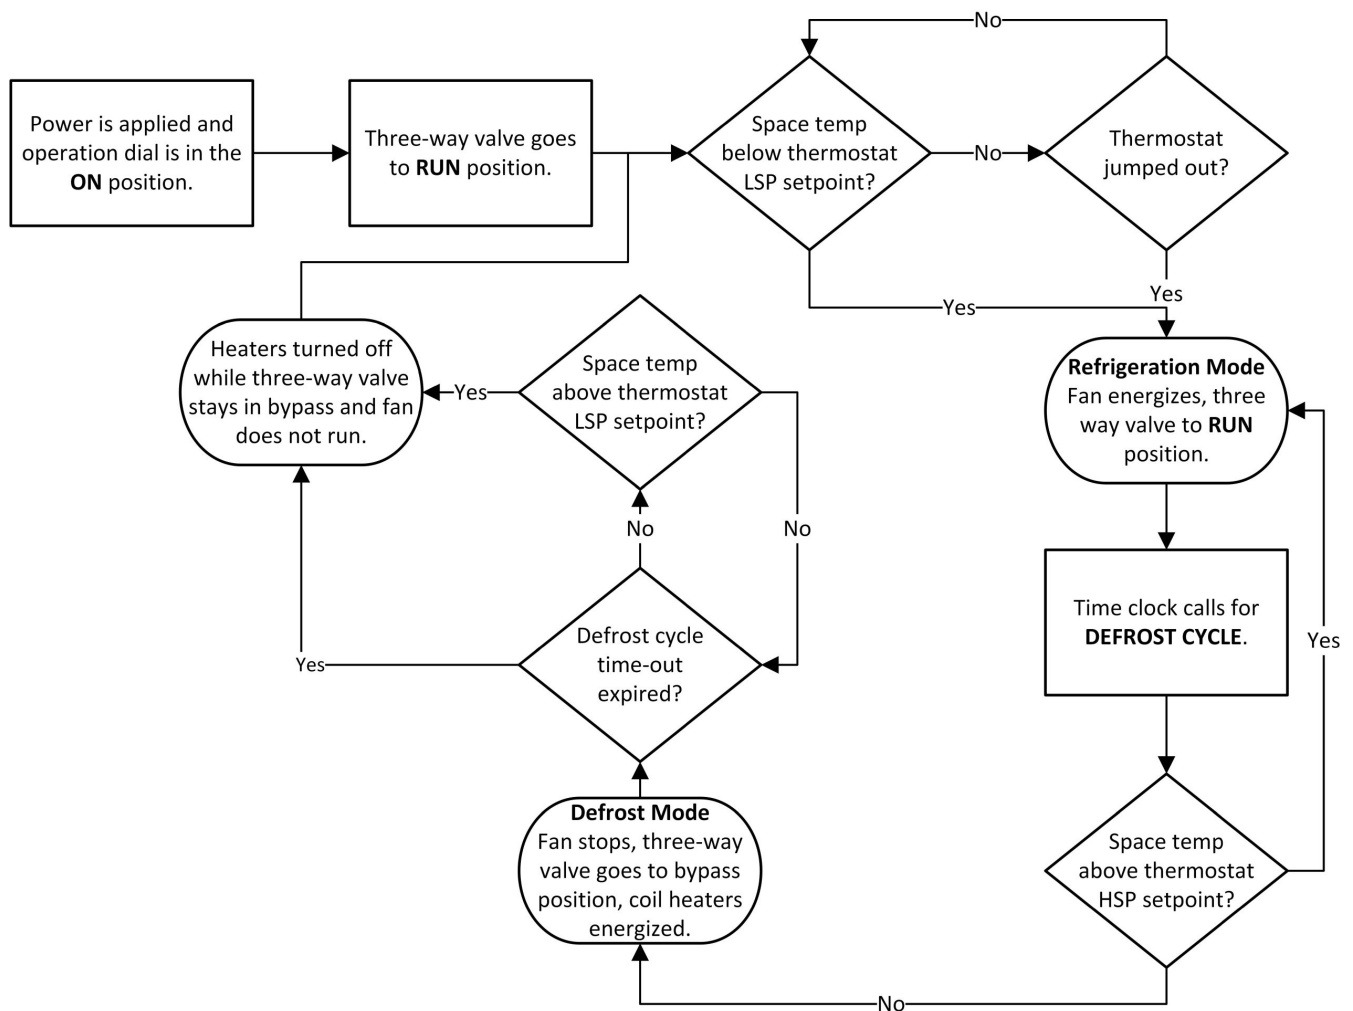 Power is applied and
operation dial is in the
ON position.
Three-way valve goes
to RUN position.
Space temp
below thermostat
LSP setpoint?
No
No
Thermostat
jumped out?
Yes
Yes
Refrigeration Mode
Fan energizes, three
way valve to RUN
position.
Time clock calls for
DEFROST CYCLE.
Yes
Space temp
above thermostat
HSP setpoint?
No
Defrost Mode
Fan stops, three-way
valve goes to bypass
position, coil heaters
energized.
Defrost cycle
time-out
expired?
No
Yes
Space temp
above thermostat
LSP setpoint?
No
Yes
Heaters turned off
while three-way valve
stays in bypass and fan
does not run.